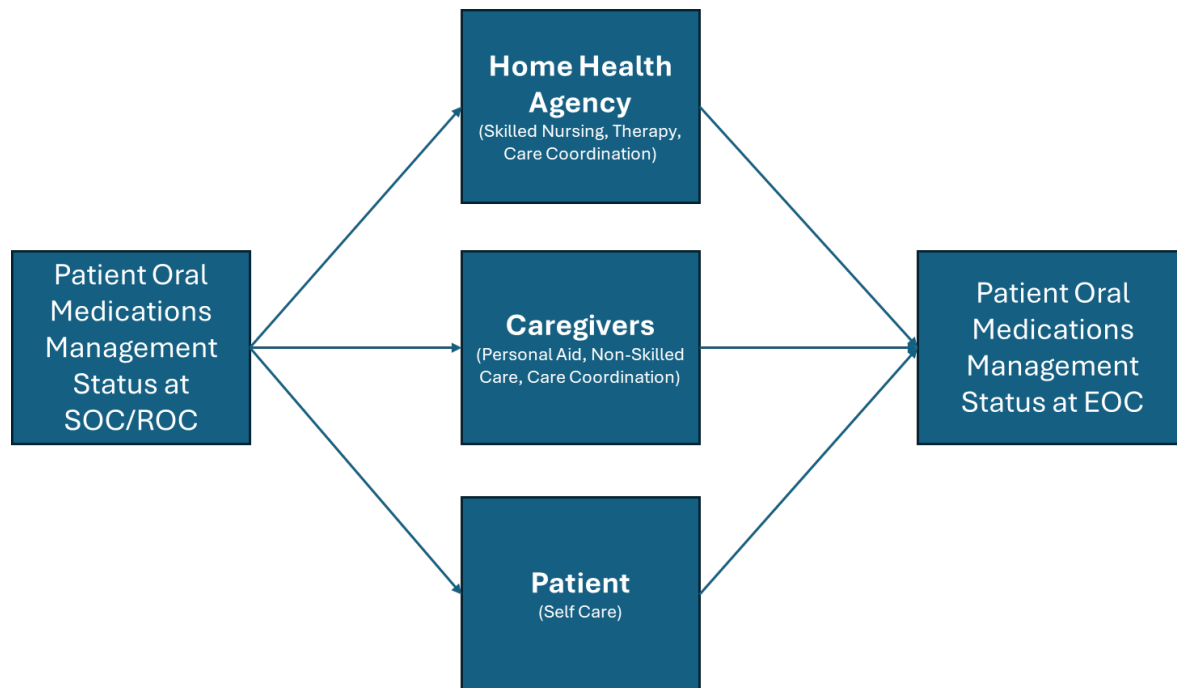 Patient Oral
Medications
Management
Status at
SOC/ROC
Home Health
Agency
(Skilled Nursing, Therapy,
Care Coordination)
Caregivers
(Personal Aid, Non-Skilled
Care, Care Coordination)
Patient
(Self Care)
Patient Oral
Medications
Management
Status at EOC